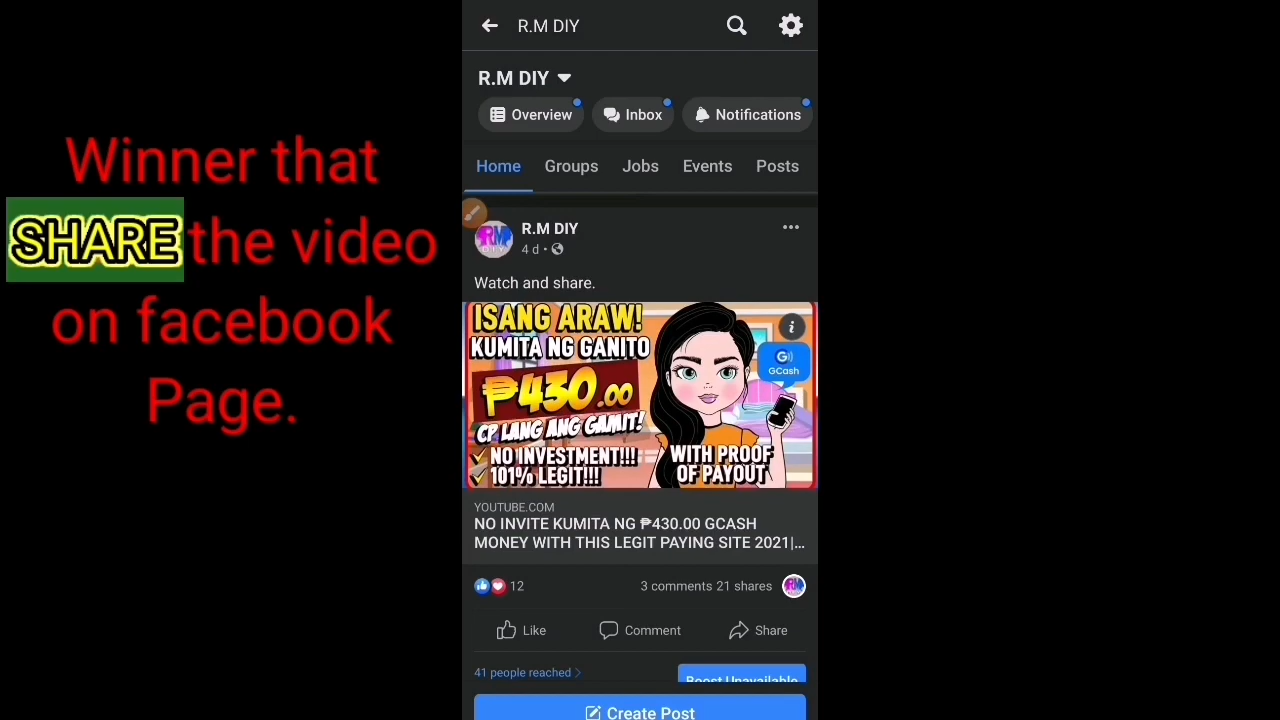 Winner that
SHARE the video
on facebook
Page.
R.M DIY
R.M DIY
Overview
Inbox
Notifications
Home
Groups
Jobs
Events
Posts
R.M DIY
4 d
Watch and share.
ISANG ARAW!
KUMITA NG GANITO
₱430.00
CP LANG ANG GAMIT!
NO INVESTMENT!!!
101% LEGIT!!!
GCash
WITH PROOF
OF PAYOUT
YOUTUBE.COM
NO INVITE KUMITA NG ₱430.00 GCASH
MONEY WITH THIS LEGIT PAYING SITE 2021|...
12
3 comments 21 shares
Like
Comment
Share
41 people reached
Boost Unavailable
Create Post